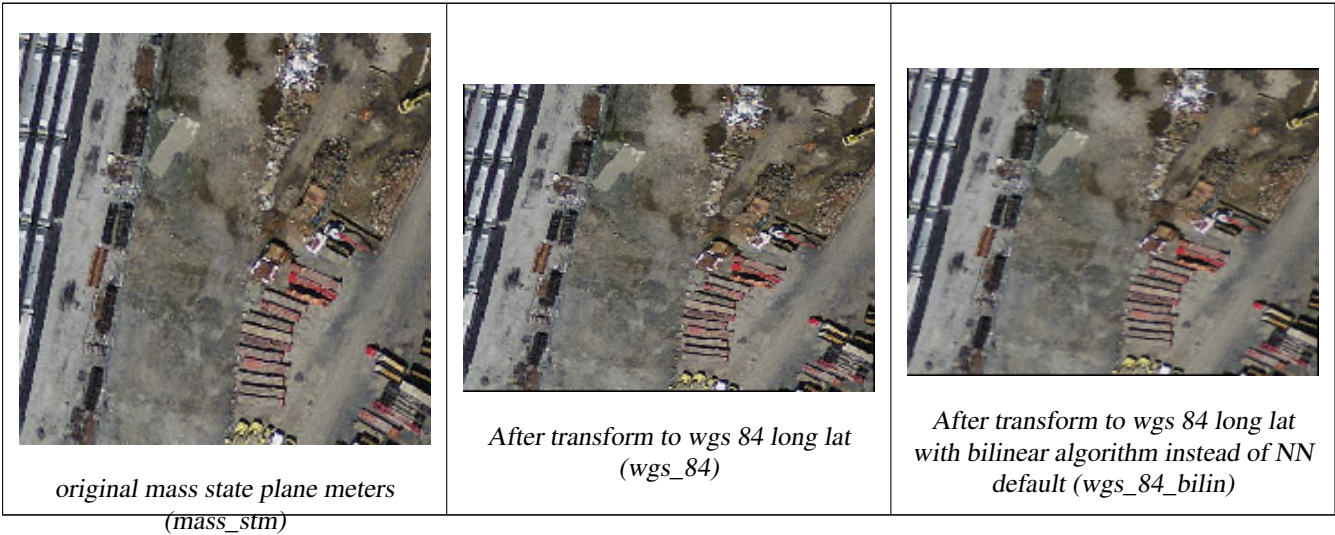 original mass state plane meters
(mass_stm)
After transform to wgs 84 long lat
(wgs_84)
After transform to wgs 84 long lat
with bilinear algorithm instead of NN
default (wgs_84_bilin)